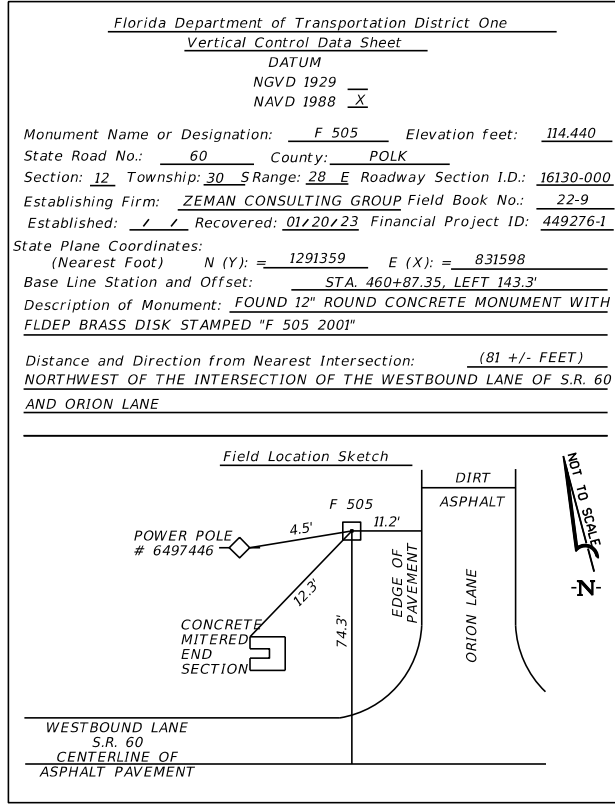 Florida Department of Transportation District One
Vertical Control Data Sheet
DATUM
NGVD 1929
NAVD 1988 X
Monument Name or Designation: F 505 Elevation feet: 114.440
State Road No.: 60 County: POLK
Section: 12 Township: 30 S Range: 28 E Roadway Section I.D.: 16130-000
Establishing Firm: ZEMAN CONSULTING GROUP Field Book No.: 22-9
Established: / / Recovered: 01/20/23 Financial Project ID: 449276-1
State Plane Coordinates:
(Nearest Foot) N (Y): = 1291359 E (X): = 831598
Base Line Station and Offset: STA. 460+87.35, LEFT 143.3'
Description of Monument: FOUND 12" ROUND CONCRETE MONUMENT WITH
FLDEP BRASS DISK STAMPED "F 505 2001"
Distance and Direction from Nearest Intersection: (81 +/- FEET)
NORTHWEST OF THE INTERSECTION OF THE WESTBOUND LANE OF S.R. 60
AND ORION LANE
Field Location Sketch
DIRT
ASPHALT
NOT TO SCALE
-N-
F 505
POWER POLE
# 6497446
4.5'
11.2'
12.3'
74.3'
EDGE OF
PAVEMENT
ORION LANE
CONCRETE
MITERED
END
SECTION
WESTBOUND LANE
S.R. 60
CENTERLINE OF
ASPHALT PAVEMENT